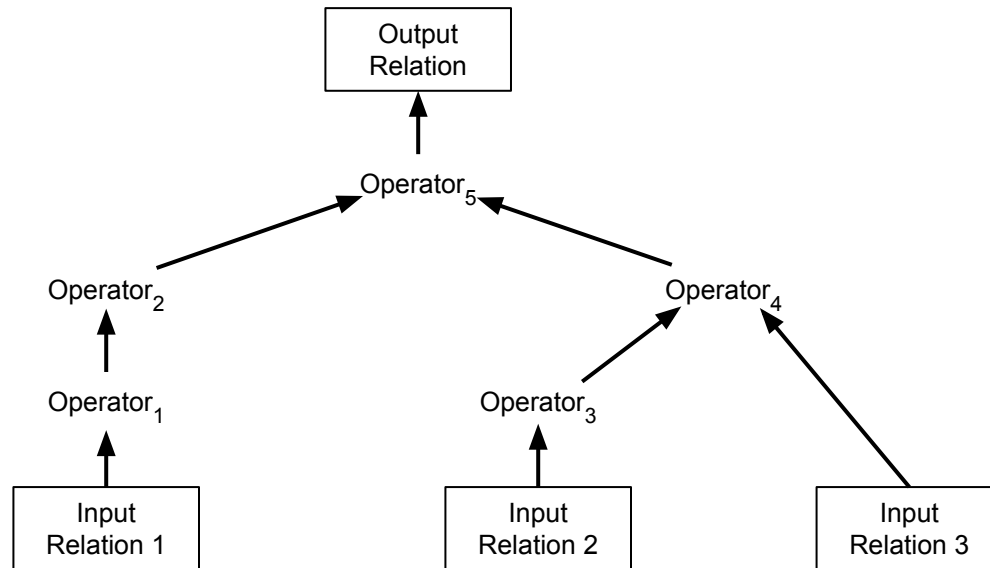 Output
Relation
Operator5
Operator2
Operator4
Operator1
Operator3
Input
Relation 1
Input
Relation 2
Input
Relation 3